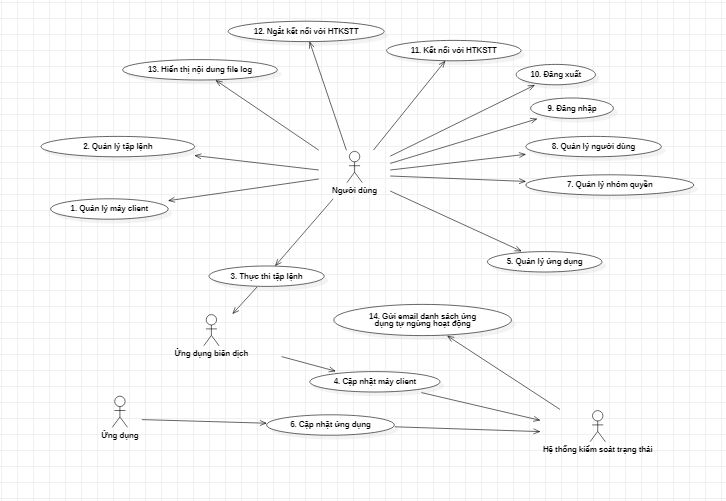 12. Ngắt kết nối với HTKSTT
11. Kết nối với HTKSTT
13. Hiển thị nội dung file log
10. Đăng xuất
9. Đăng nhập
2. Quản lý tập lệnh
8. Quản lý người dùng
7. Quản lý nhóm quyền
Người dùng
1. Quản lý máy client
5. Quản lý ứng dụng
3. Thực thi tập lệnh
14. Gửi email danh sách ứng
dụng tự ngừng hoạt động
Ứng dụng biên dịch
4. Cập nhật máy client
6. Cập nhật ứng dụng
Ứng dụng
Hệ thống kiểm soát trạng thái